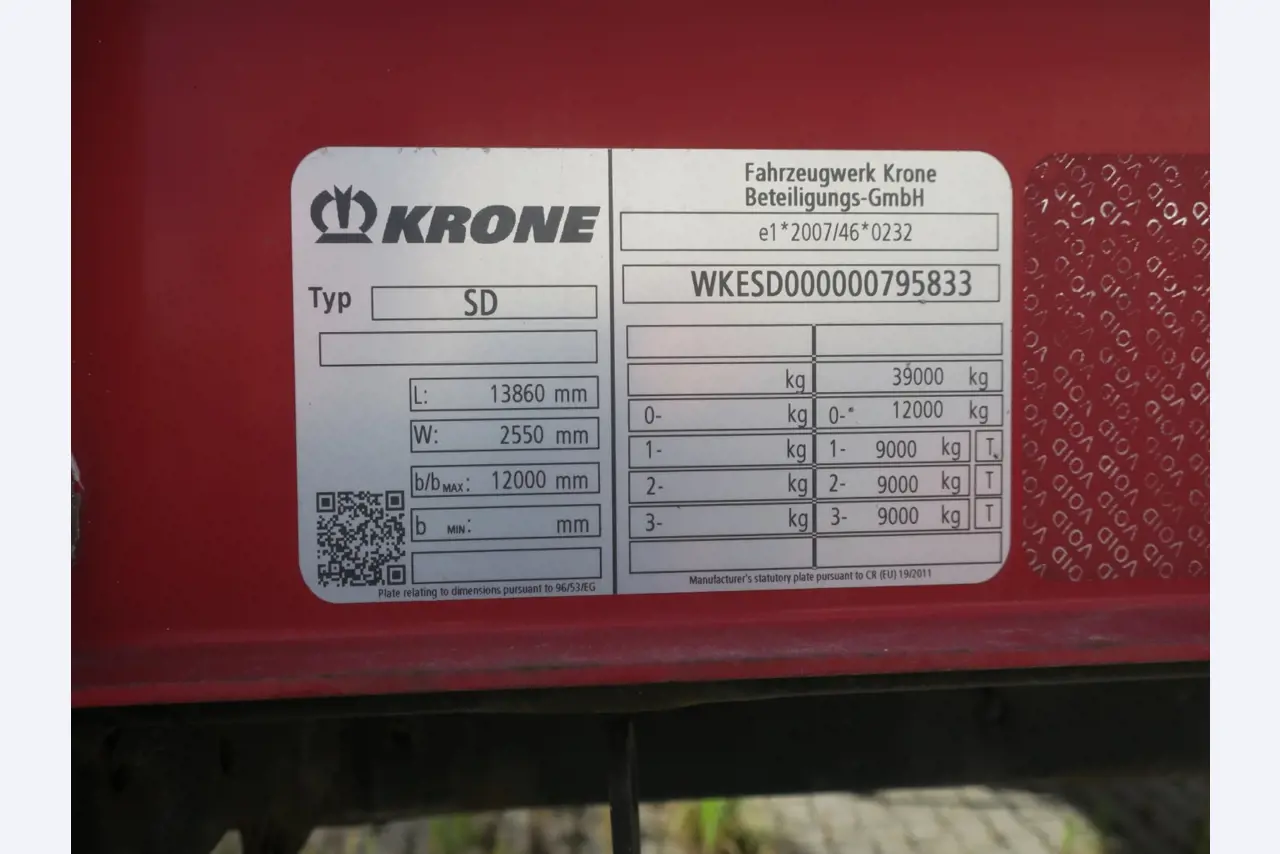 KRONE
Typ SD
L: 13860 mm
W: 2550 mm
b/b MAX: 12000 mm
b MIN: mm
Plate relating to dimensions pursuant to 96/53/EG
Fahrzeugwerk Krone
Beteiligungs-GmbH
e1*2007/46*0232
WKESD000000795833
kg 39000 kg
0- kg 0- 12000 kg
1- kg 1- 9000 kg T
2- kg 2- 9000 kg T
3- kg 3- 9000 kg T
Manufacturer's statutory plate pursuant to CR (EU) 19/2011
VOID